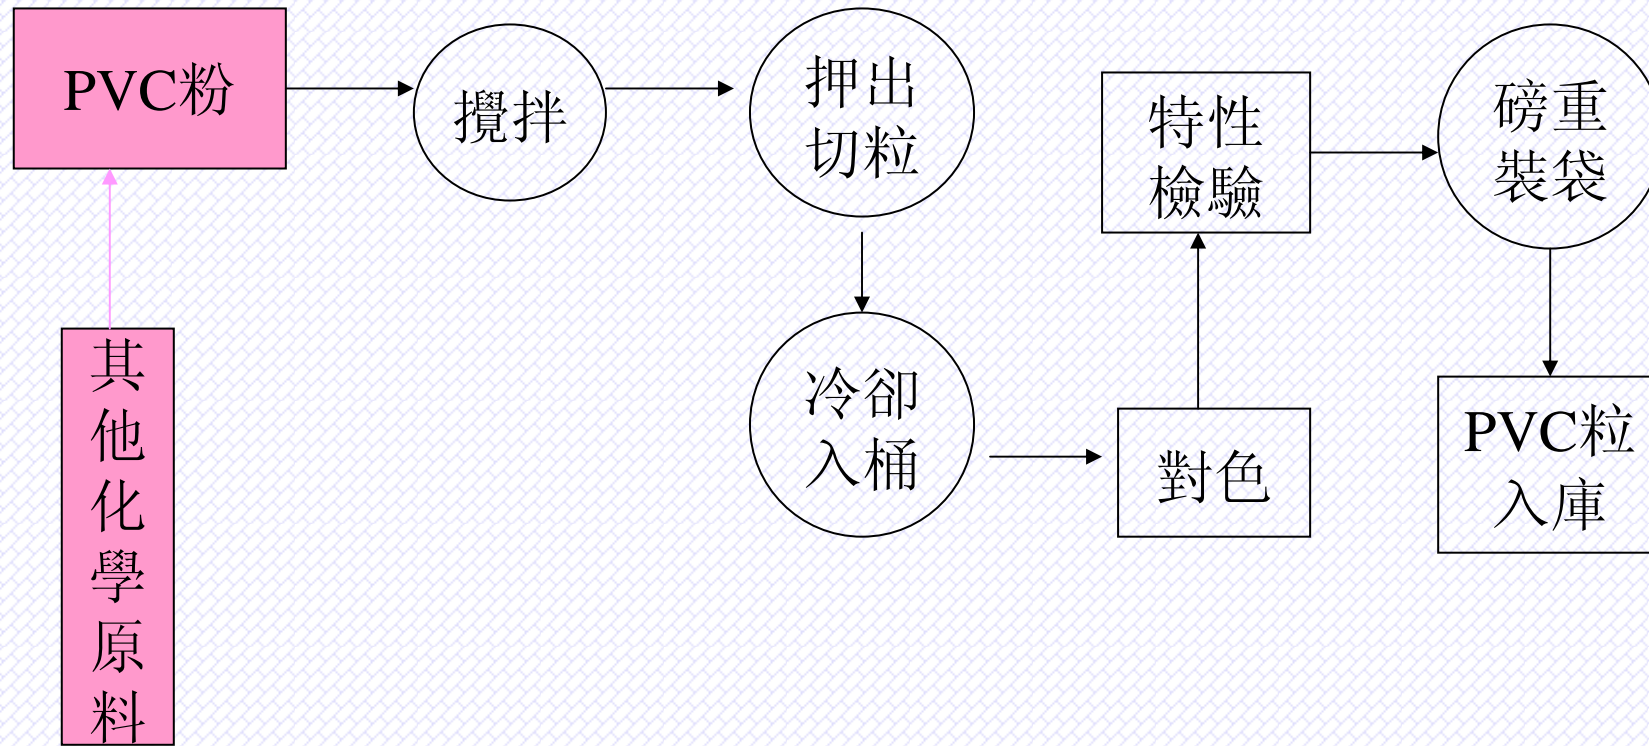 PVC粉
攪拌
押出
切粒
特性
檢驗
磅重
裝袋
其
他
化
學
原
料
冷卻
入桶
對色
PVC粒
入庫